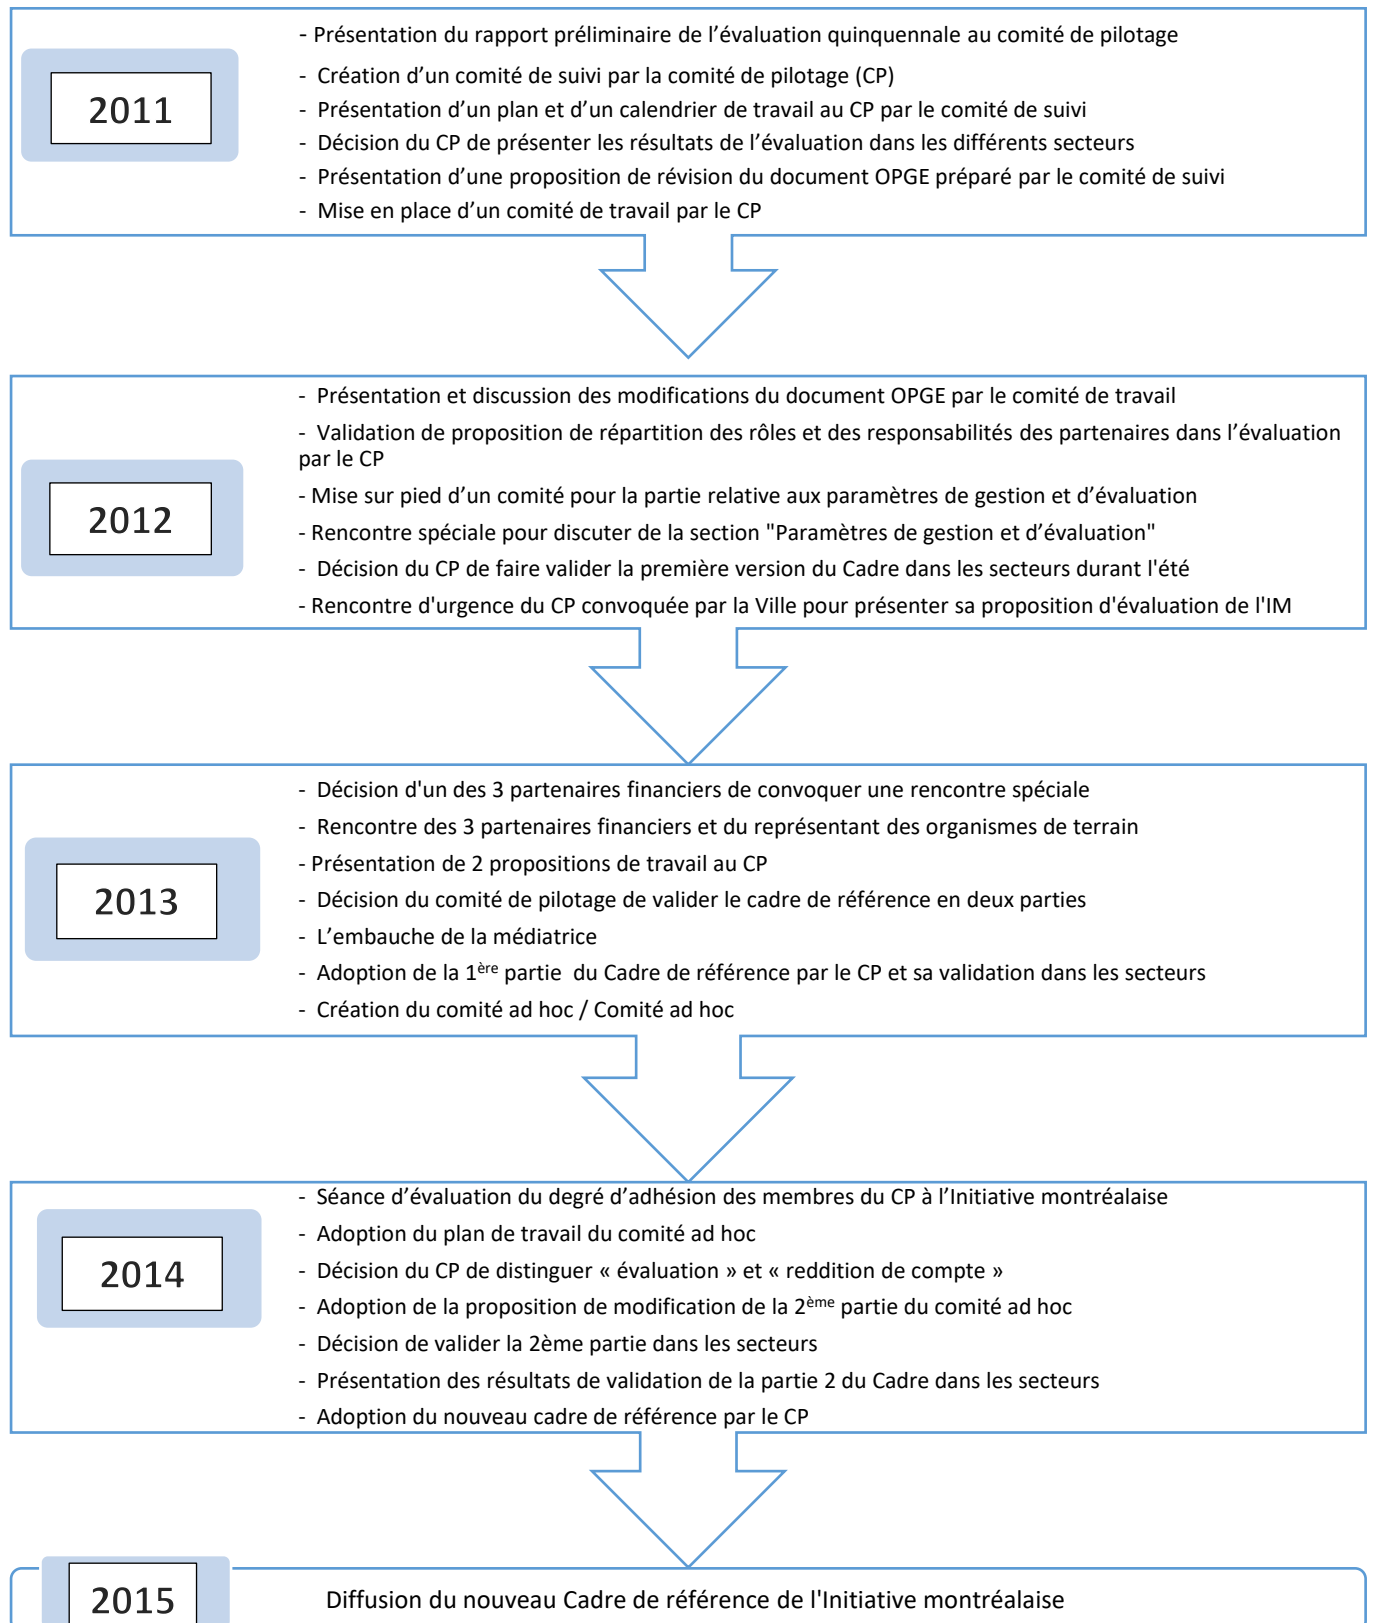 2011
- Présentation du rapport préliminaire de l’évaluation quinquennale au comité de pilotage
- Création d’un comité de suivi par la comité de pilotage (CP)
- Présentation d’un plan et d’un calendrier de travail au CP par le comité de suivi
- Décision du CP de présenter les résultats de l’évaluation dans les différents secteurs
- Présentation d’une proposition de révision du document OPGE préparé par le comité de suivi
- Mise en place d’un comité de travail par le CP
2012
- Présentation et discussion des modifications du document OPGE par le comité de travail
- Validation de proposition de répartition des rôles et des responsabilités des partenaires dans l’évaluation
par le CP
- Mise sur pied d’un comité pour la partie relative aux paramètres de gestion et d’évaluation
- Rencontre spéciale pour discuter de la section "Paramètres de gestion et d’évaluation"
- Décision du CP de faire valider la première version du Cadre dans les secteurs durant l'été
- Rencontre d'urgence du CP convoquée par la Ville pour présenter sa proposition d'évaluation de l'IM
2013
- Décision d'un des 3 partenaires financiers de convoquer une rencontre spéciale
- Rencontre des 3 partenaires financiers et du représentant des organismes de terrain
- Présentation de 2 propositions de travail au CP
- Décision du comité de pilotage de valider le cadre de référence en deux parties
- L’embauche de la médiatrice
- Adoption de la 1ère partie du Cadre de référence par le CP et sa validation dans les secteurs
- Création du comité ad hoc / Comité ad hoc
2014
- Séance d’évaluation du degré d’adhésion des membres du CP à l’Initiative montréalaise
- Adoption du plan de travail du comité ad hoc
- Décision du CP de distinguer « évaluation » et « reddition de compte »
- Adoption de la proposition de modification de la 2ème partie du comité ad hoc
- Décision de valider la 2ème partie dans les secteurs
- Présentation des résultats de validation de la partie 2 du Cadre dans les secteurs
- Adoption du nouveau cadre de référence par le CP
2015
Diffusion du nouveau Cadre de référence de l'Initiative montréalaise